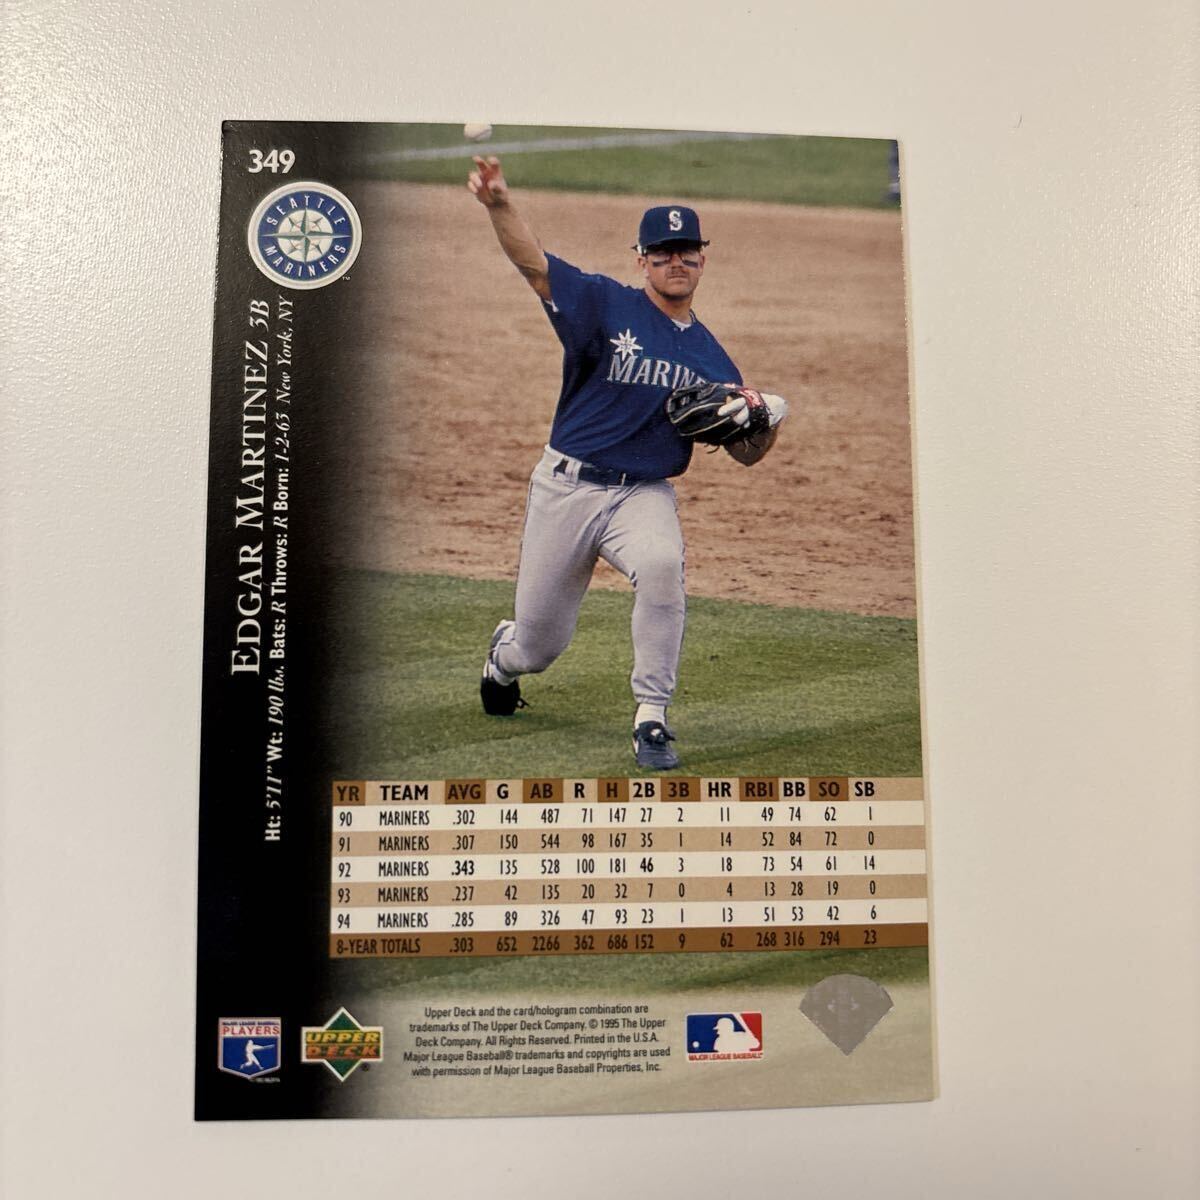 349
SEATTLE MARINERS
™
EDGAR MARTINEZ 3B
Ht: 5'11" Wt: 190 lbs. Bats: R Throws: R Born: 1-2-63 New York, NY
S
MARINE
YR TEAM AVG G AB R H 2B 3B HR RBI BB SO SB
90 MARINERS .302 144 487 71 147 27 2 11 49 74 62 1
91 MARINERS .307 150 544 98 167 35 1 14 52 84 72 0
92 MARINERS .343 135 528 100 181 46 3 18 73 54 61 14
93 MARINERS .237 42 135 20 32 7 0 4 13 28 19 0
94 MARINERS .285 89 326 47 93 23 1 13 51 53 42 6
8-YEAR TOTALS .303 652 2266 362 686 152 9 62 268 316 294 23
MAJOR LEAGUE BASEBALL
PLAYERS
UPPER
DECK
®
Upper Deck and the card/hologram combination are
trademarks of The Upper Deck Company. © 1995 The Upper
Deck Company. All Rights Reserved. Printed in the U.S.A.
Major League Baseball® trademarks and copyrights are used
with permission of Major League Baseball Properties, Inc.
MAJOR LEAGUE BASEBALL